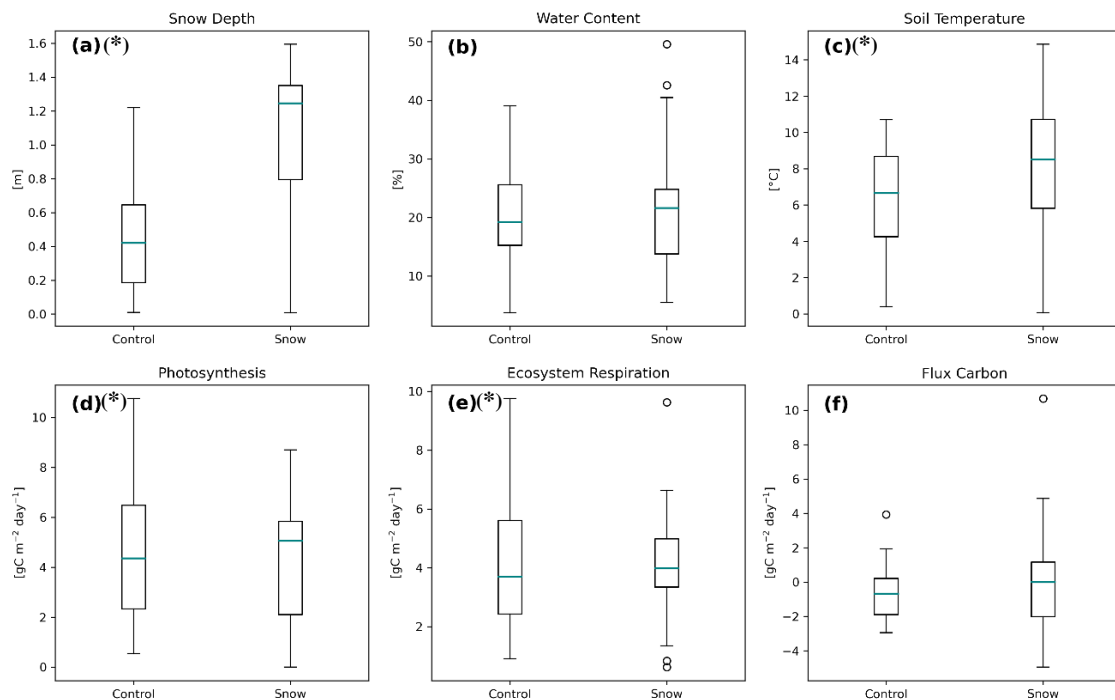 Snow Depth
(a)(*)
[m]
1.6
1.4
1.2
1.0
0.8
0.6
0.4
0.2
0.0
Control
Snow
Water Content
(b)
[%]
50
40
30
20
10
Control
Snow
Soil Temperature
(c)(*)
[°C]
14
12
10
8
6
4
2
0
Control
Snow
Photosynthesis
(d)(*)
[gC m⁻² day⁻¹]
10
8
6
4
2
0
Control
Snow
Ecosystem Respiration
(e)(*)
[gC m⁻² day⁻¹]
10
8
6
4
2
Control
Snow
Flux Carbon
(f)
[gC m⁻² day⁻¹]
10
8
6
4
2
0
−2
−4
Control
Snow